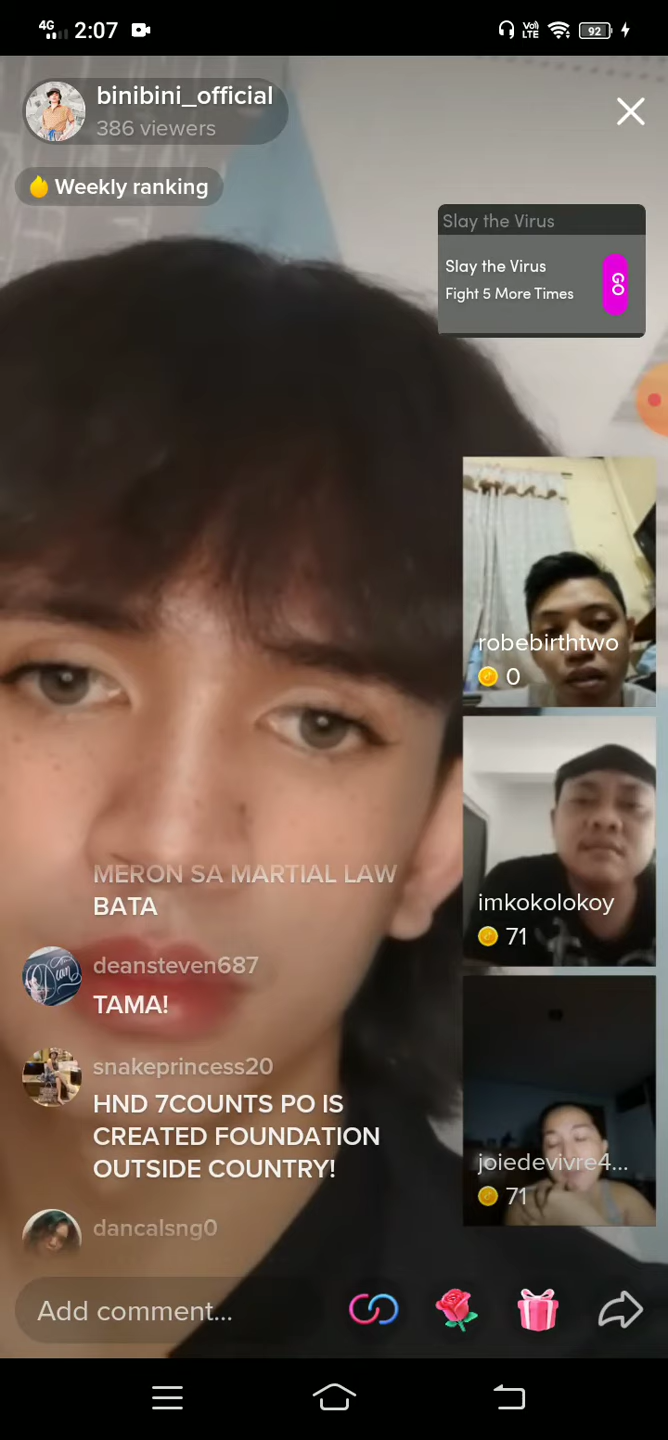 4G 2:07 Vo) LTE 92
binibini_official
386 viewers
Weekly ranking
Slay the Virus
Slay the Virus
Fight 5 More Times
GO
robebirthtwo
0
imkokolokoy
71
joiedevivre4...
71
MERON SA MARTIAL LAW
BATA
deansteven687
TAMA!
snakeprincess20
HND 7COUNTS PO IS
CREATED FOUNDATION
OUTSIDE COUNTRY!
dancalsng0
Add comment...